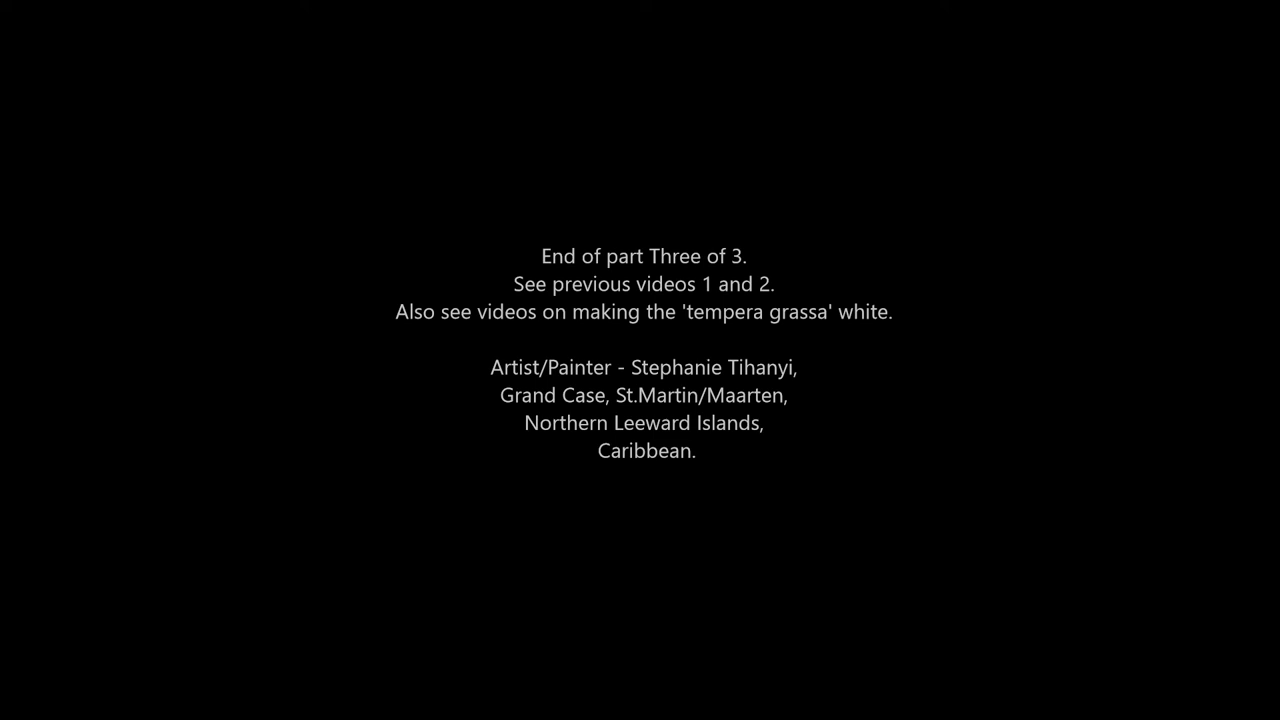 End of part Three of 3.
See previous videos 1 and 2.
Also see videos on making the 'tempera grassa' white.
Artist/Painter - Stephanie Tihanyi,
Grand Case, St.Martin/Maarten,
Northern Leeward Islands,
Caribbean.